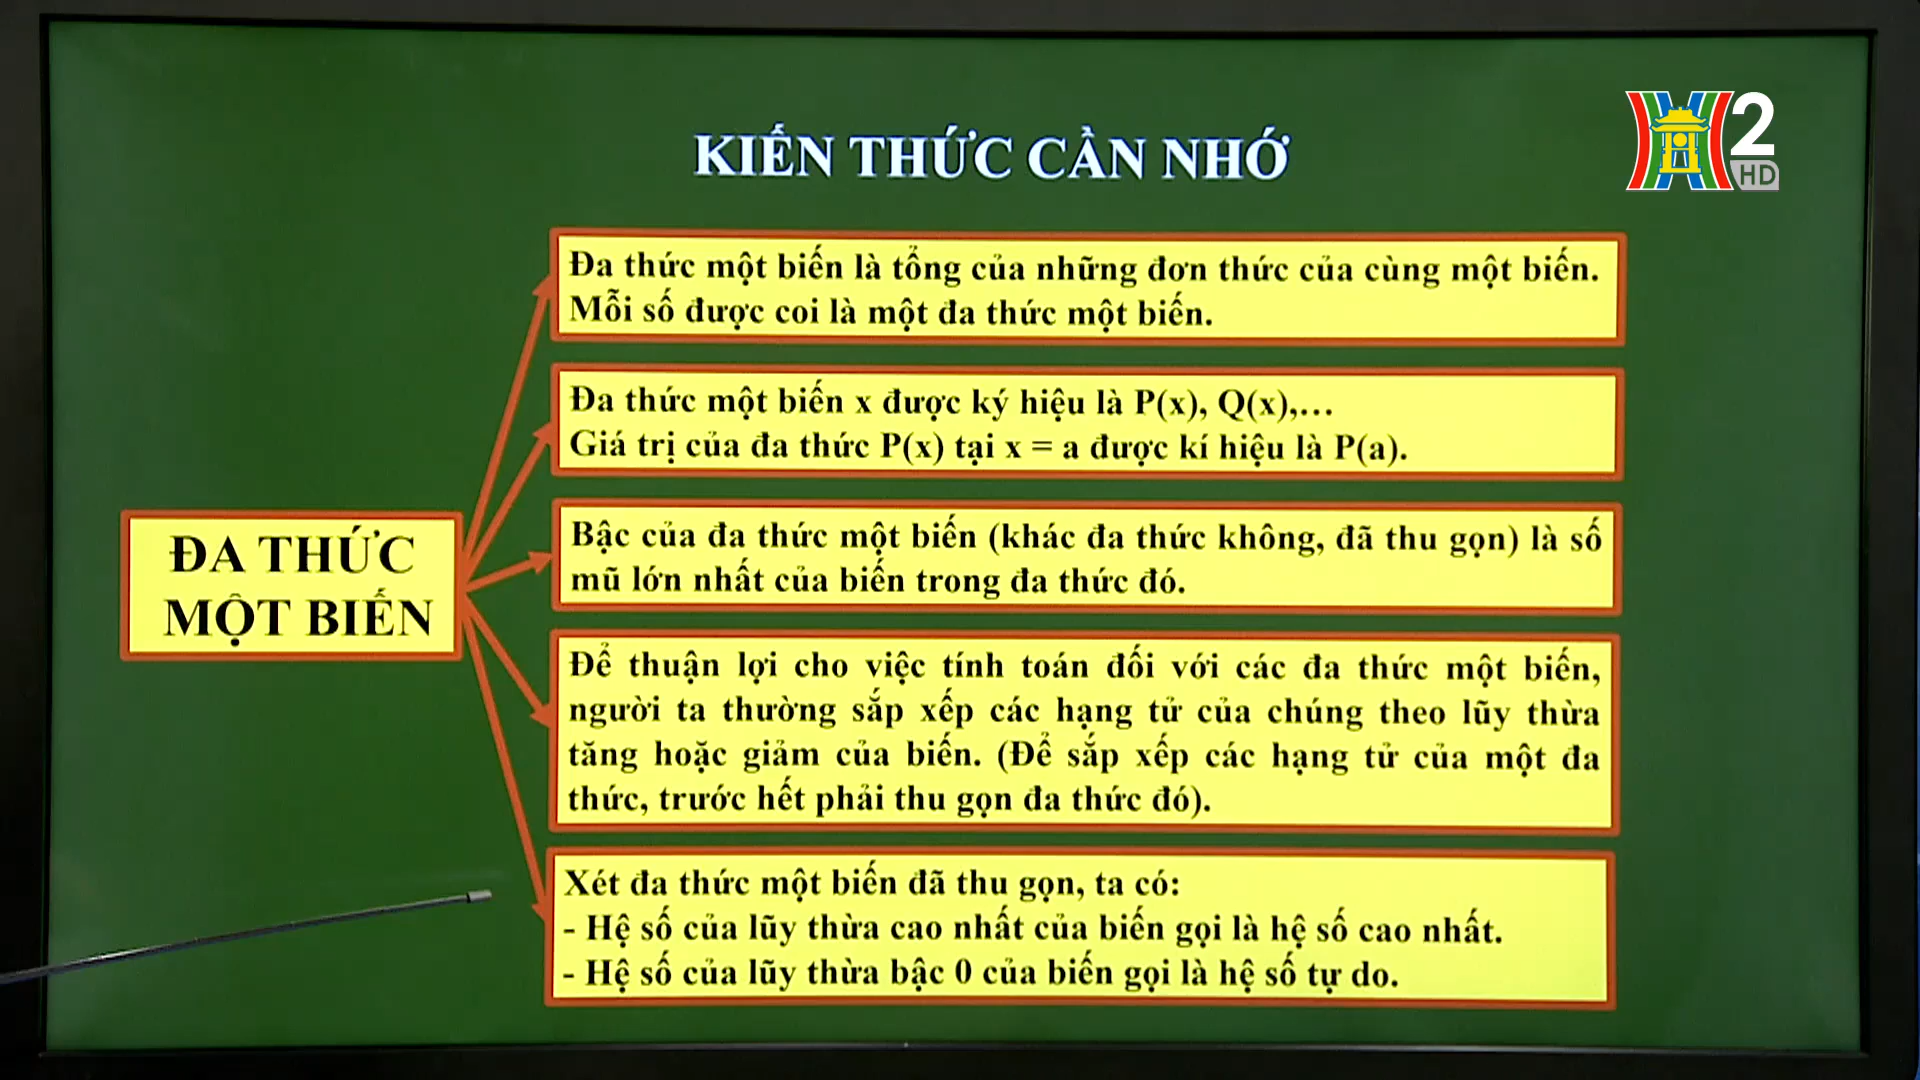 KIẾN THỨC CẦN NHỚ
2
HD
Đa thức một biến là tổng của những đơn thức của cùng một biến.
Mỗi số được coi là một đa thức một biến.
Đa thức một biến x được ký hiệu là P(x), Q(x),...
Giá trị của đa thức P(x) tại x = a được kí hiệu là P(a).
Bậc của đa thức một biến (khác đa thức không, đã thu gọn) là số
mũ lớn nhất của biến trong đa thức đó.
ĐA THỨC
MỘT BIẾN
Để thuận lợi cho việc tính toán đối với các đa thức một biến,
người ta thường sắp xếp các hạng tử của chúng theo lũy thừa
tăng hoặc giảm của biến. (Để sắp xếp các hạng tử của một đa
thức, trước hết phải thu gọn đa thức đó).
Xét đa thức một biến đã thu gọn, ta có:
- Hệ số của lũy thừa cao nhất của biến gọi là hệ số cao nhất.
- Hệ số của lũy thừa bậc 0 của biến gọi là hệ số tự do.